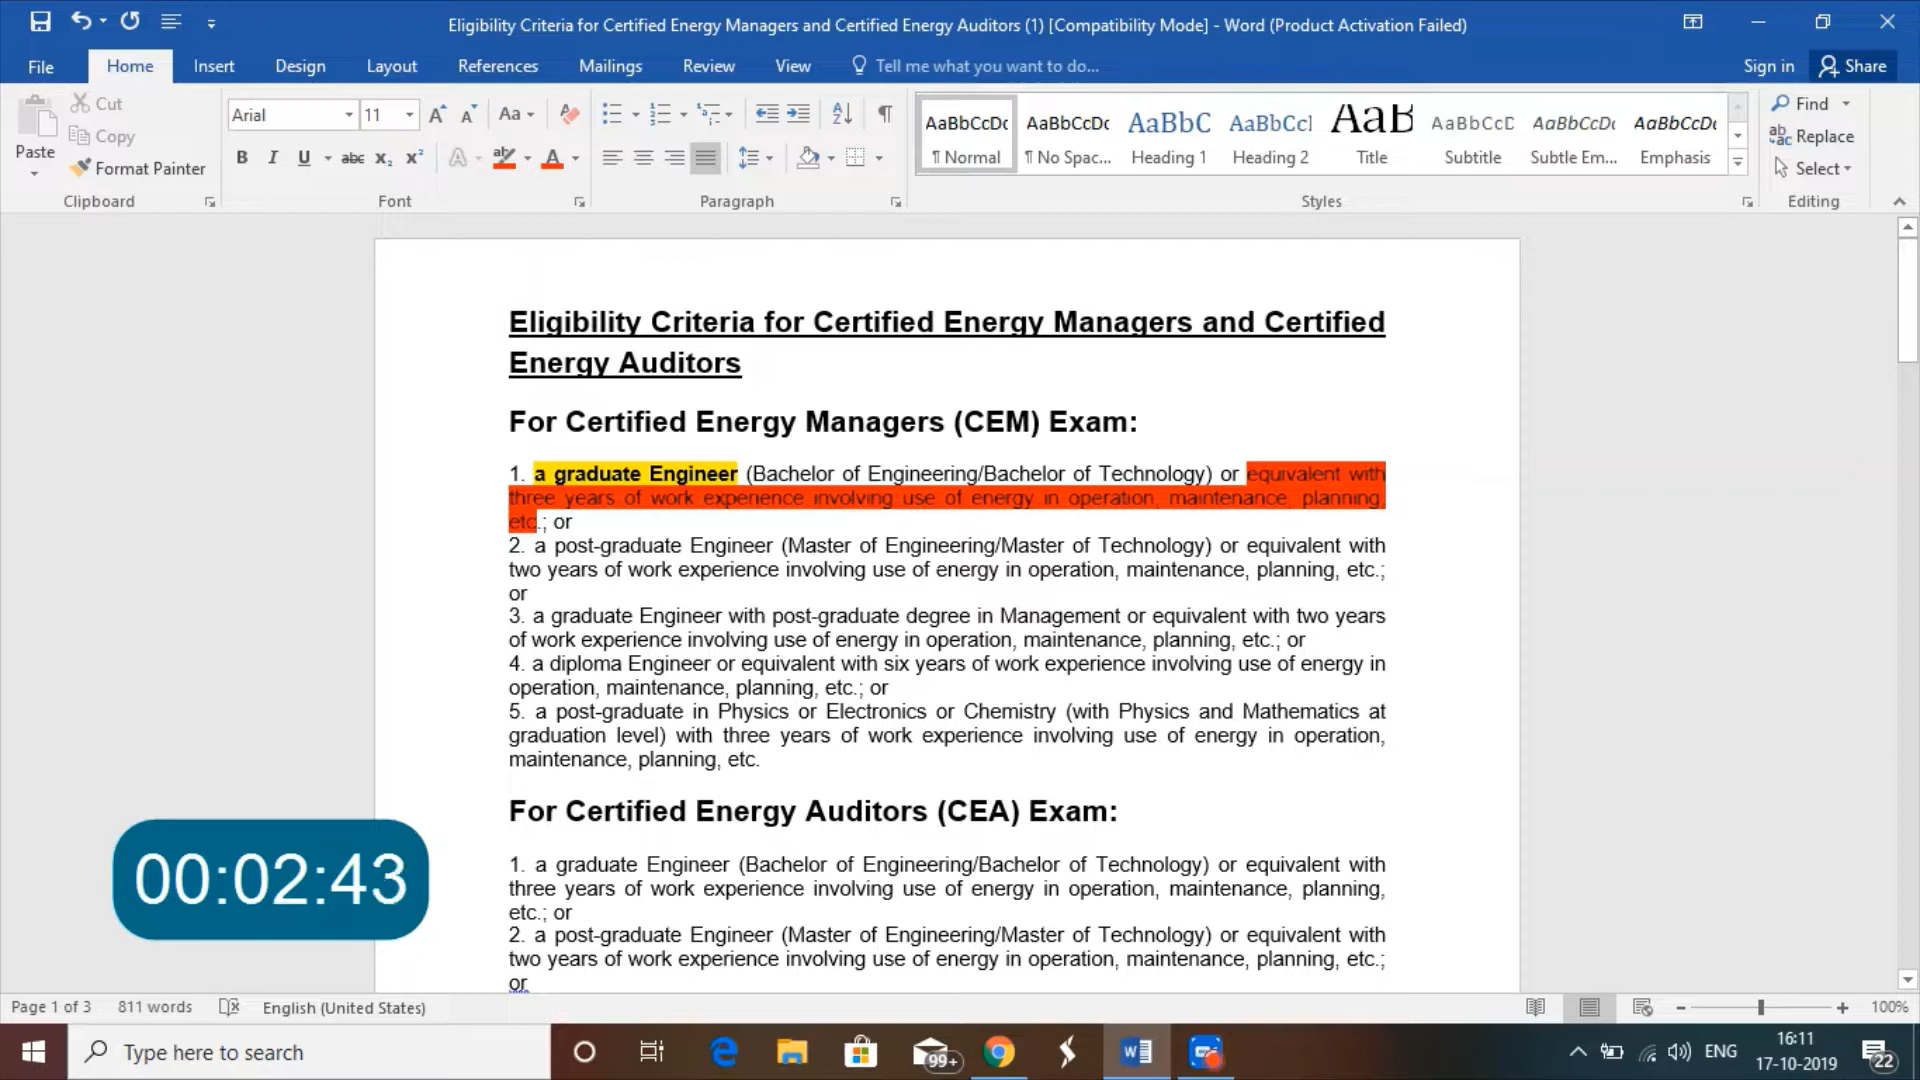 Eligibility Criteria for Certified Energy Managers and Certified Energy Auditors (1) [Compatibility Mode] - Word (Product Activation Failed)
File Home Insert Design Layout References Mailings Review View Tell me what you want to do... Sign in Share
Paste
Cut
Copy
Format Painter
Clipboard
Arial 11
Font
Paragraph
AaBbCcDc AaBbCcDc AaBbC AaBbCcl AaB AaBbCcD AaBbCcDc AaBbCcDc
¶ Normal ¶ No Spac... Heading 1 Heading 2 Title Subtitle Subtle Em... Emphasis
Styles
Find
Replace
Select
Editing
Eligibility Criteria for Certified Energy Managers and Certified
Energy Auditors
For Certified Energy Managers (CEM) Exam:
1. a graduate Engineer (Bachelor of Engineering/Bachelor of Technology) or equivalent with
three years of work experience involving use of energy in operation, maintenance, planning,
etc.; or
2. a post-graduate Engineer (Master of Engineering/Master of Technology) or equivalent with
two years of work experience involving use of energy in operation, maintenance, planning, etc.;
or
3. a graduate Engineer with post-graduate degree in Management or equivalent with two years
of work experience involving use of energy in operation, maintenance, planning, etc.; or
4. a diploma Engineer or equivalent with six years of work experience involving use of energy in
operation, maintenance, planning, etc.; or
5. a post-graduate in Physics or Electronics or Chemistry (with Physics and Mathematics at
graduation level) with three years of work experience involving use of energy in operation,
maintenance, planning, etc.
For Certified Energy Auditors (CEA) Exam:
1. a graduate Engineer (Bachelor of Engineering/Bachelor of Technology) or equivalent with
three years of work experience involving use of energy in operation, maintenance, planning,
etc.; or
2. a post-graduate Engineer (Master of Engineering/Master of Technology) or equivalent with
two years of work experience involving use of energy in operation, maintenance, planning, etc.;
or
00:02:43
Page 1 of 3 811 words English (United States) 100%
Type here to search
99+
ENG
16:11
17-10-2019
22